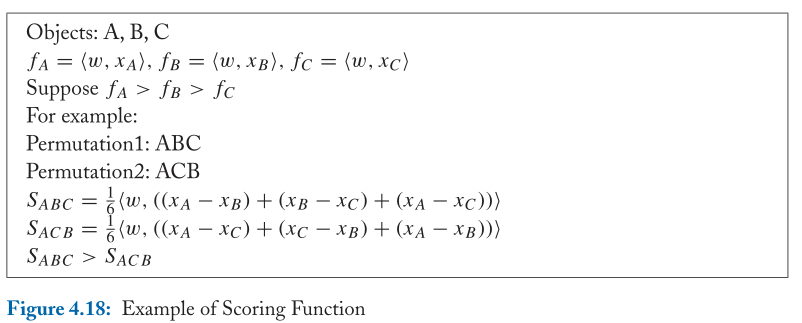 Objects: A, B, C
f_A = ⟨w, x_A⟩, f_B = ⟨w, x_B⟩, f_C = ⟨w, x_C⟩
Suppose f_A > f_B > f_C
For example:
Permutation1: ABC
Permutation2: ACB
S_ABC = 1/6⟨w, ((x_A − x_B) + (x_B − x_C) + (x_A − x_C))⟩
S_ACB = 1/6⟨w, ((x_A − x_C) + (x_C − x_B) + (x_A − x_B))⟩
S_ABC > S_ACB
Figure 4.18: Example of Scoring Function